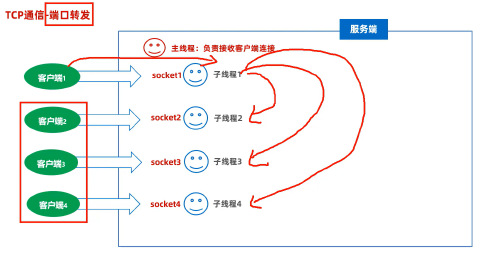 TCP通信-端口转发
服务端
主线程：负责接收客户端连接
客户端1
socket1
子线程1
客户端2
socket2
子线程2
客户端3
socket3
子线程3
客户端4
socket4
子线程4